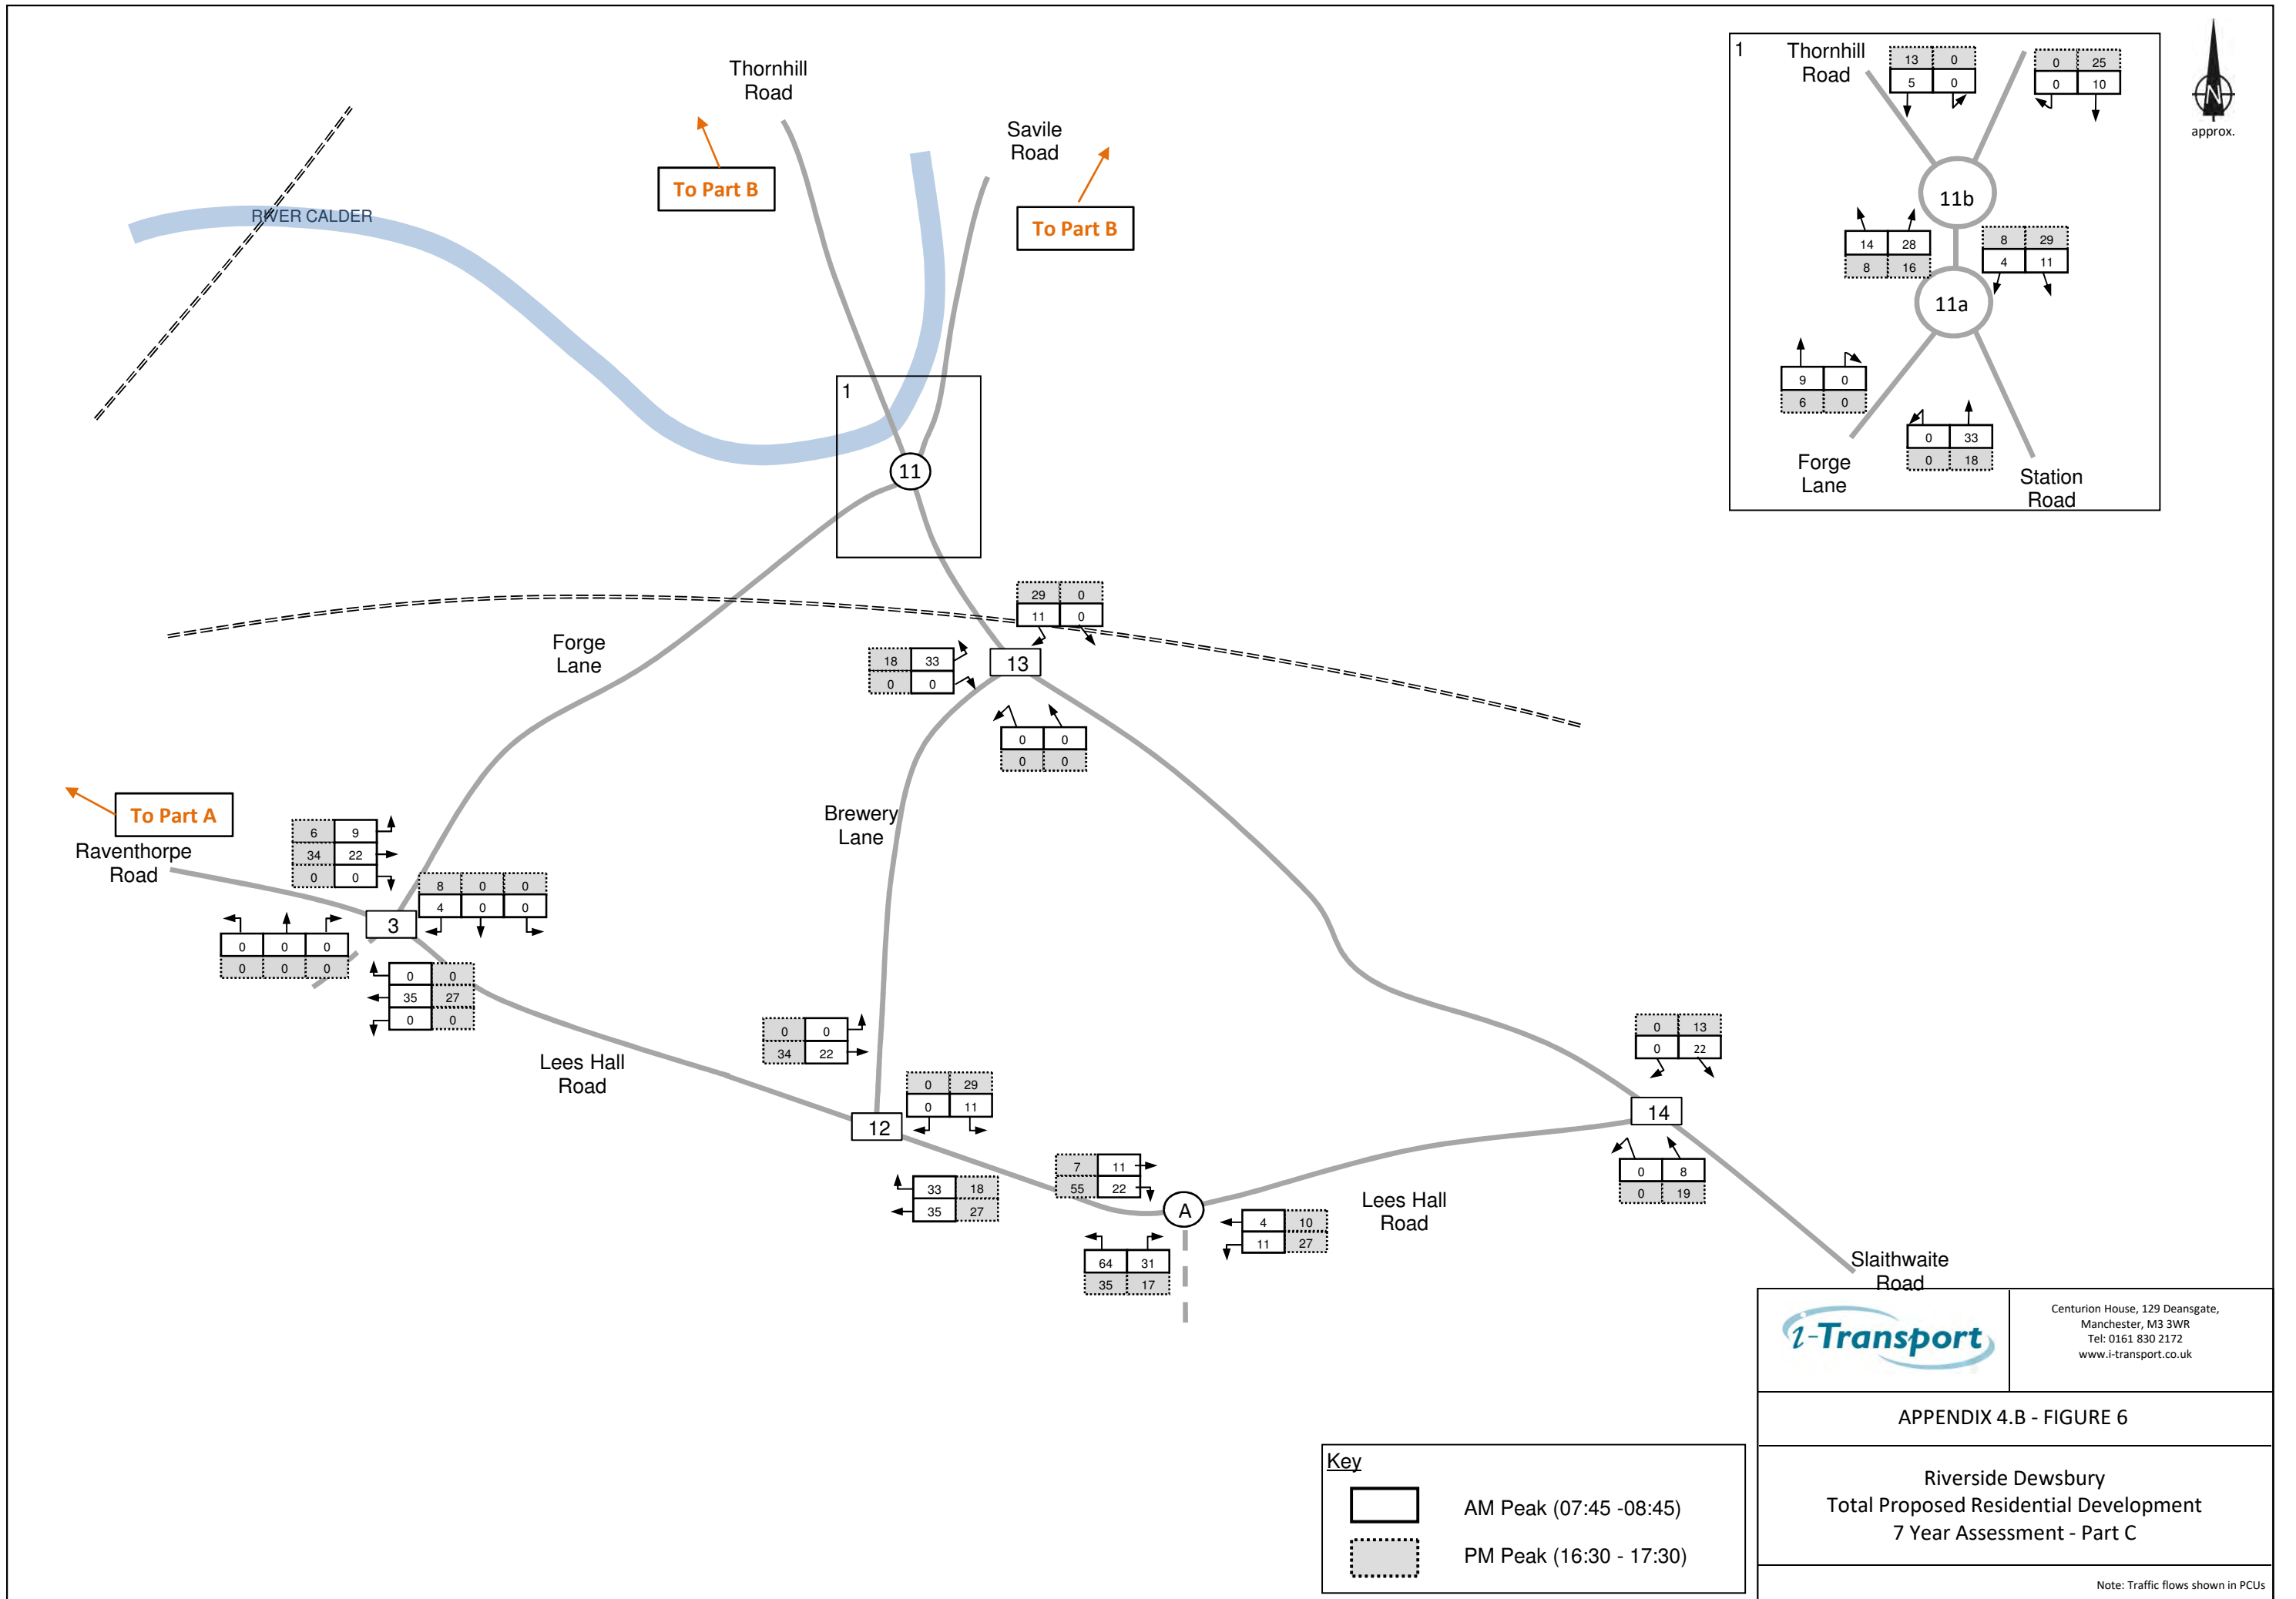 Thornhill
Road
Savile
Road
To Part B
To Part B
RIVER CALDER
1
11
1
Thornhill
Road
13 0
5 0
0 25
0 10
11b
14 28
8 16
8 29
4 11
11a
9 0
6 0
0 33
0 18
Forge
Lane
Station
Road
N
approx.
Forge
Lane
29 0
11 0
18 33
0 0
13
0 0
0 0
To Part A
Raventhorpe
Road
6 9
34 22
0 0
8 0 0
4 0 0
3
0 0 0
0 0 0
0 0
35 27
0 0
Brewery
Lane
Lees Hall
Road
0 0
34 22
0 29
0 11
12
33 18
35 27
7 11
55 22
A
4 10
11 27
64 31
35 17
Lees Hall
Road
0 13
0 22
14
0 8
0 19
Slaithwaite
Road
Key
AM Peak (07:45 -08:45)
PM Peak (16:30 - 17:30)
i-Transport
Centurion House, 129 Deansgate,
Manchester, M3 3WR
Tel: 0161 830 2172
www.i-transport.co.uk
APPENDIX 4.B - FIGURE 6
Riverside Dewsbury
Total Proposed Residential Development
7 Year Assessment - Part C
Note: Traffic flows shown in PCUs